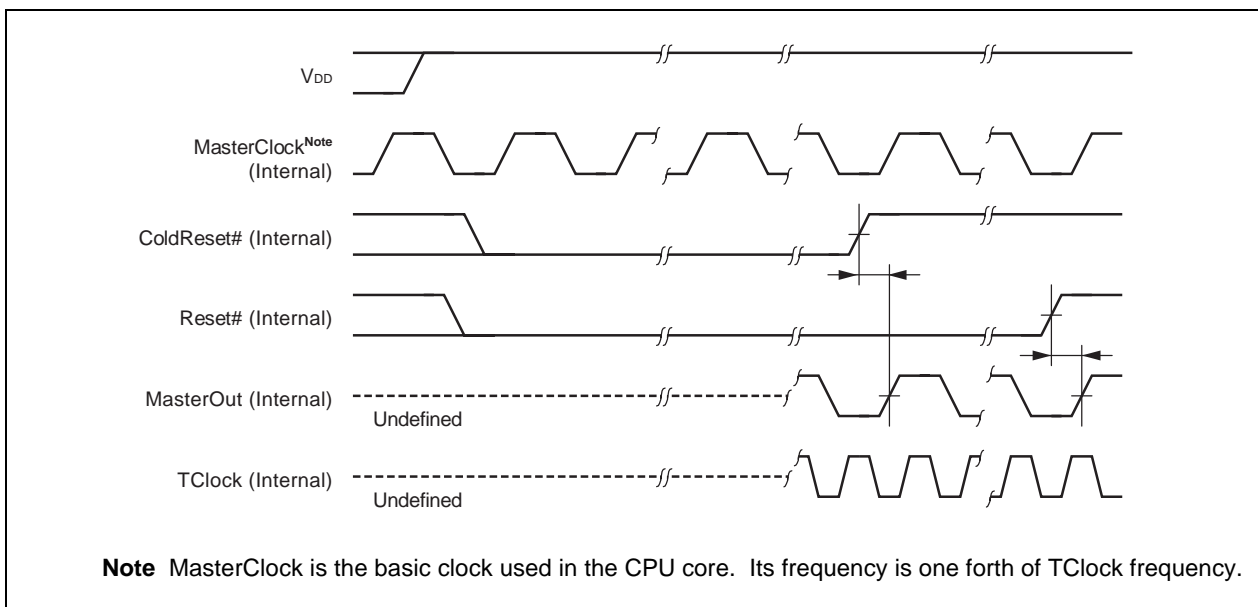 VDD
MasterClockNote
(Internal)
ColdReset# (Internal)
Reset# (Internal)
MasterOut (Internal)
Undefined
TClock (Internal)
Undefined
Note MasterClock is the basic clock used in the CPU core. Its frequency is one forth of TClock frequency.